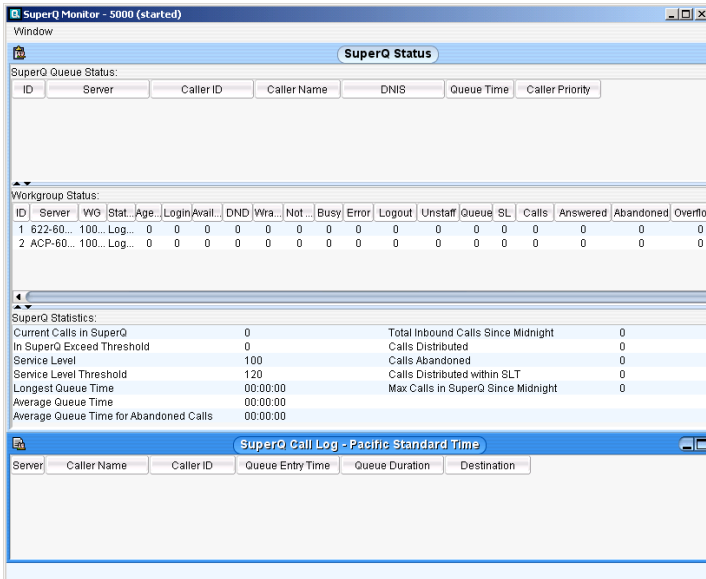 SuperQ Monitor - 5000 (started)
Window
SuperQ Status
SuperQ Queue Status:
ID Server Caller ID Caller Name DNIS Queue Time Caller Priority
Workgroup Status:
ID Server WG Stat... Age... Login Avail... DND Wra... Not ... Busy Error Logout Unstaff Queue SL Calls Answered Abandoned Overflo
1 622-60... 100... Log... 0 0 0 0 0 0 0 0 0 0 0 0 0 0 0 0
2 ACP-60... 100... Log... 0 0 0 0 0 0 0 0 0 0 0 0 0 0 0 0
SuperQ Statistics:
Current Calls in SuperQ 0 Total Inbound Calls Since Midnight 0
In SuperQ Exceed Threshold 0 Calls Distributed 0
Service Level 100 Calls Abandoned 0
Service Level Threshold 120 Calls Distributed within SLT 0
Longest Queue Time 00:00:00 Max Calls in SuperQ Since Midnight 0
Average Queue Time 00:00:00
Average Queue Time for Abandoned Calls 00:00:00
SuperQ Call Log - Pacific Standard Time
Server Caller Name Caller ID Queue Entry Time Queue Duration Destination